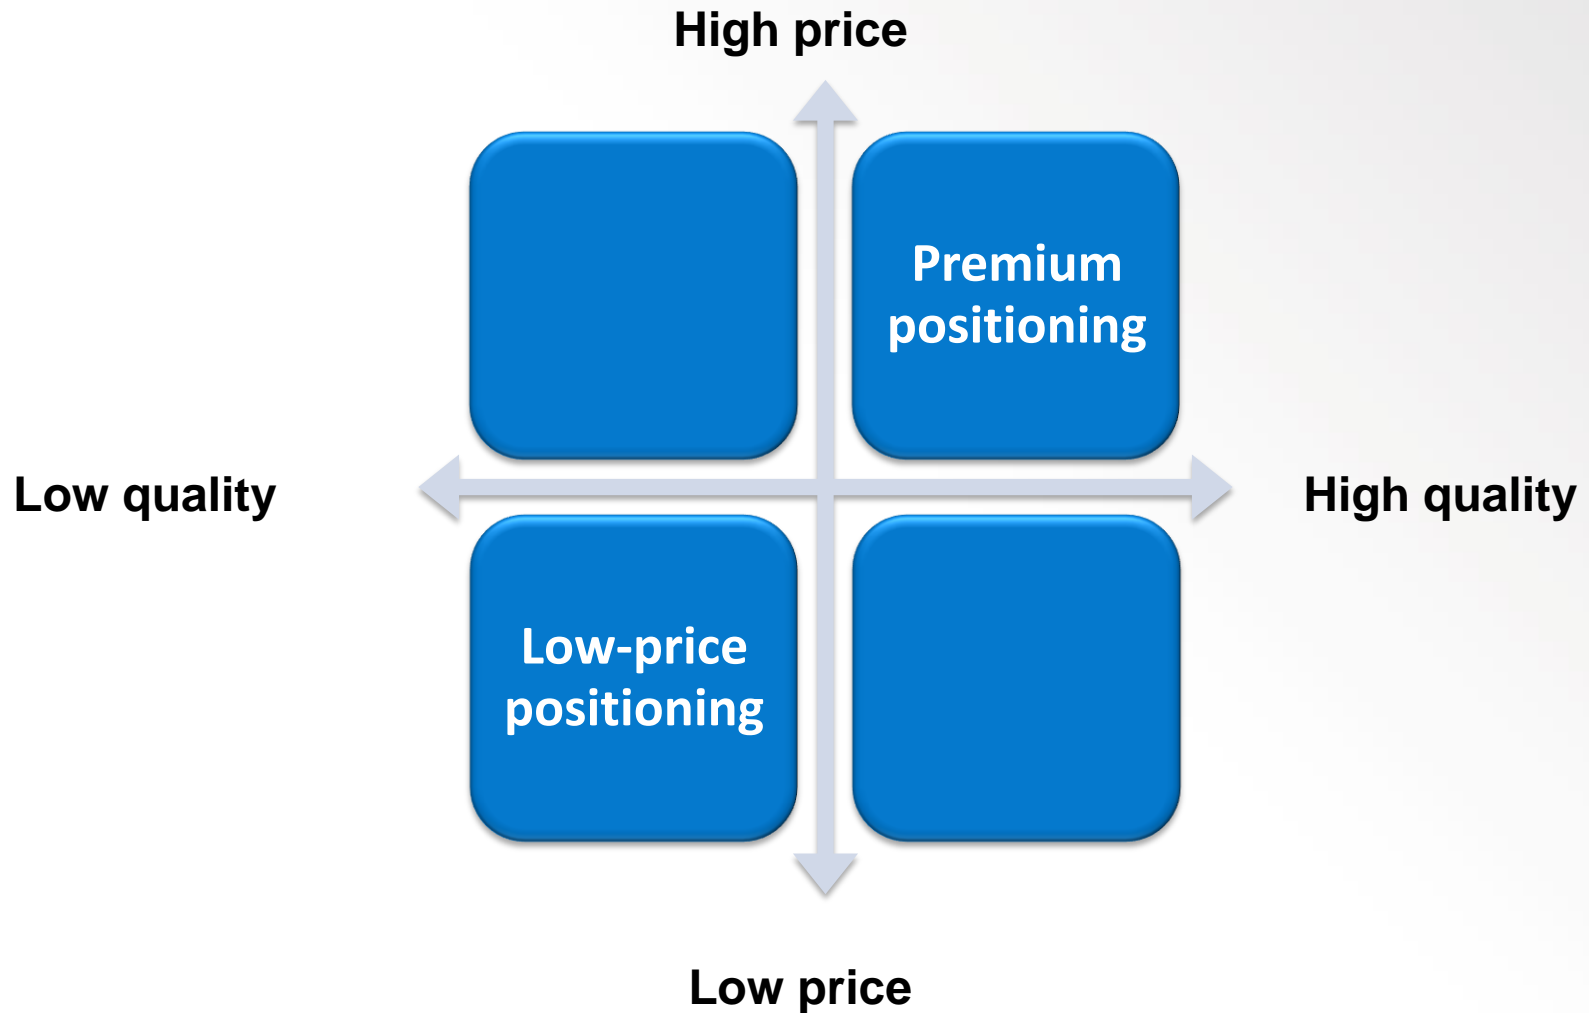 High price
Premium
positioning
Low quality
High quality
Low-price
positioning
Low price